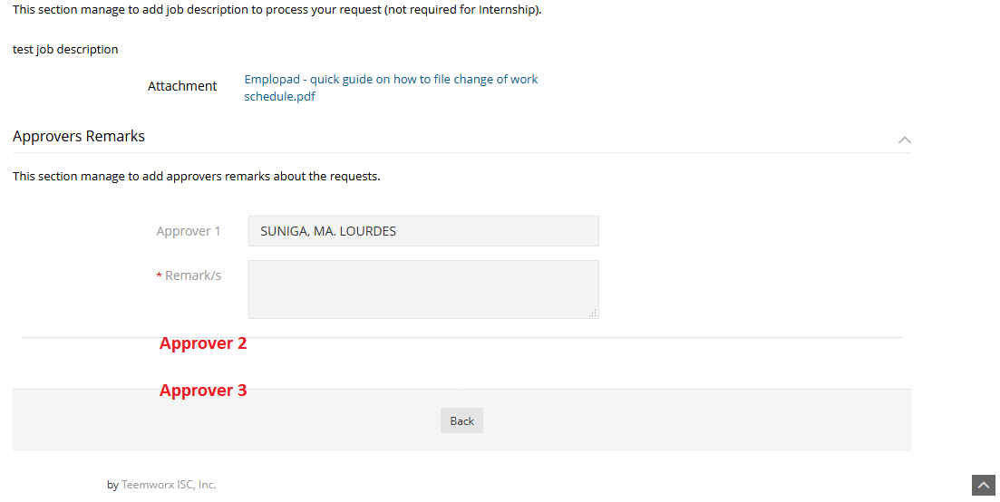 This section manage to add job description to process your request (not required for Internship).
test job description
Attachment
Emplopad - quick guide on how to file change of work
schedule.pdf
Approvers Remarks
This section manage to add approvers remarks about the requests.
Approver 1
SUNIGA, MA. LOURDES
* Remark/s
Approver 2
Approver 3
Back
by Teemworx ISC, Inc.